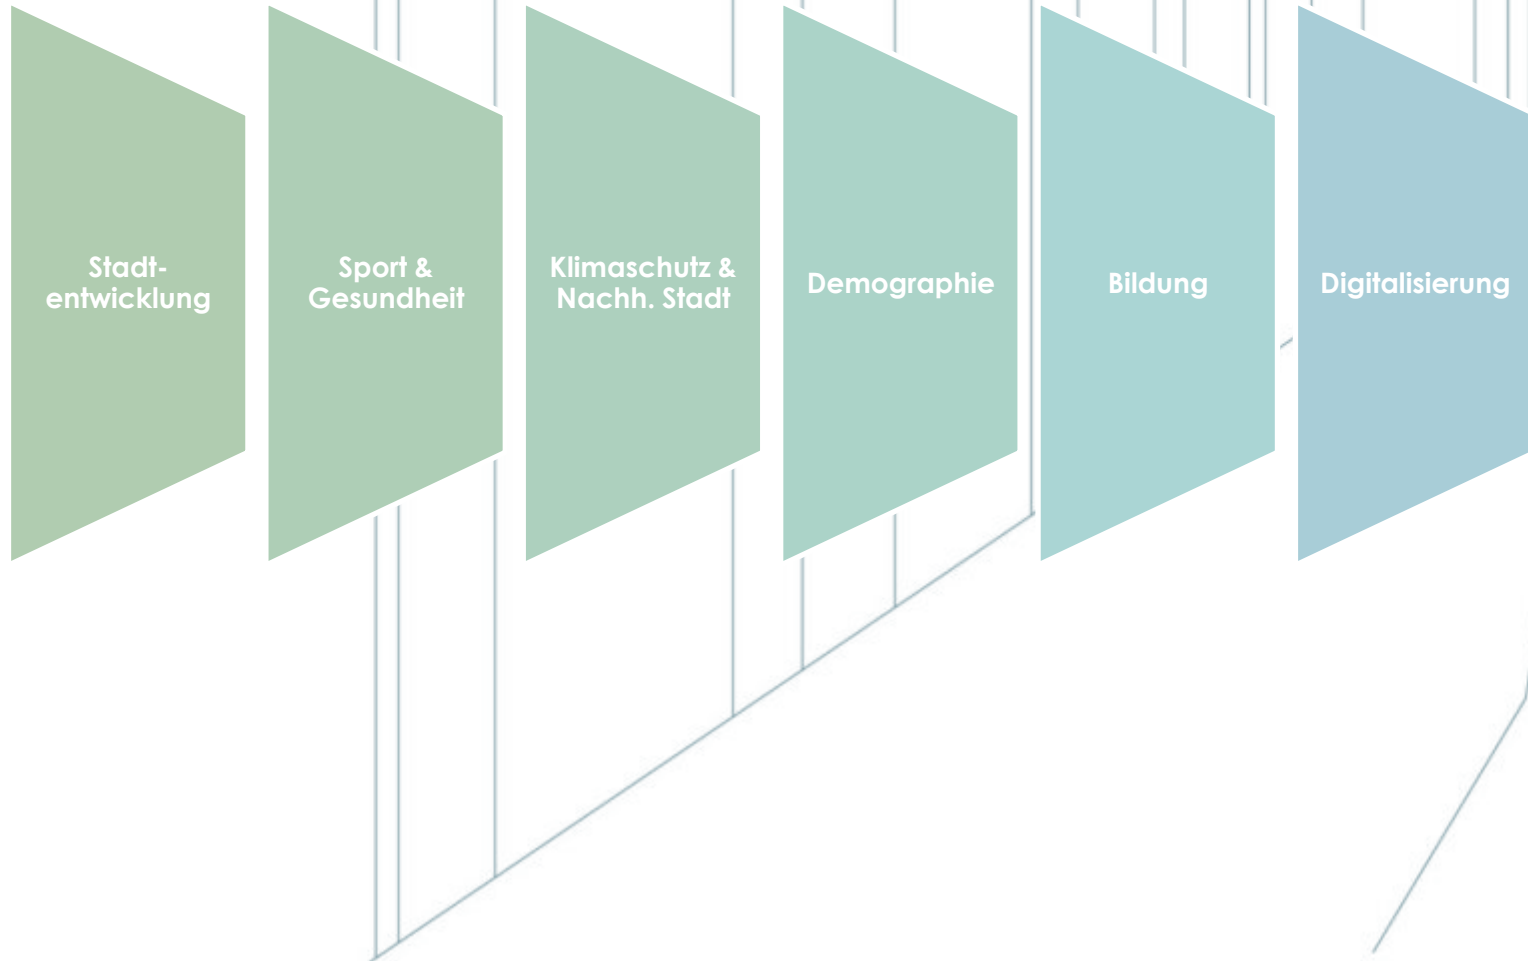 Stadt-
entwicklung
Sport &
Gesundheit
Klimaschutz &
Nachh. Stadt
Demographie
Bildung
Digitalisierung